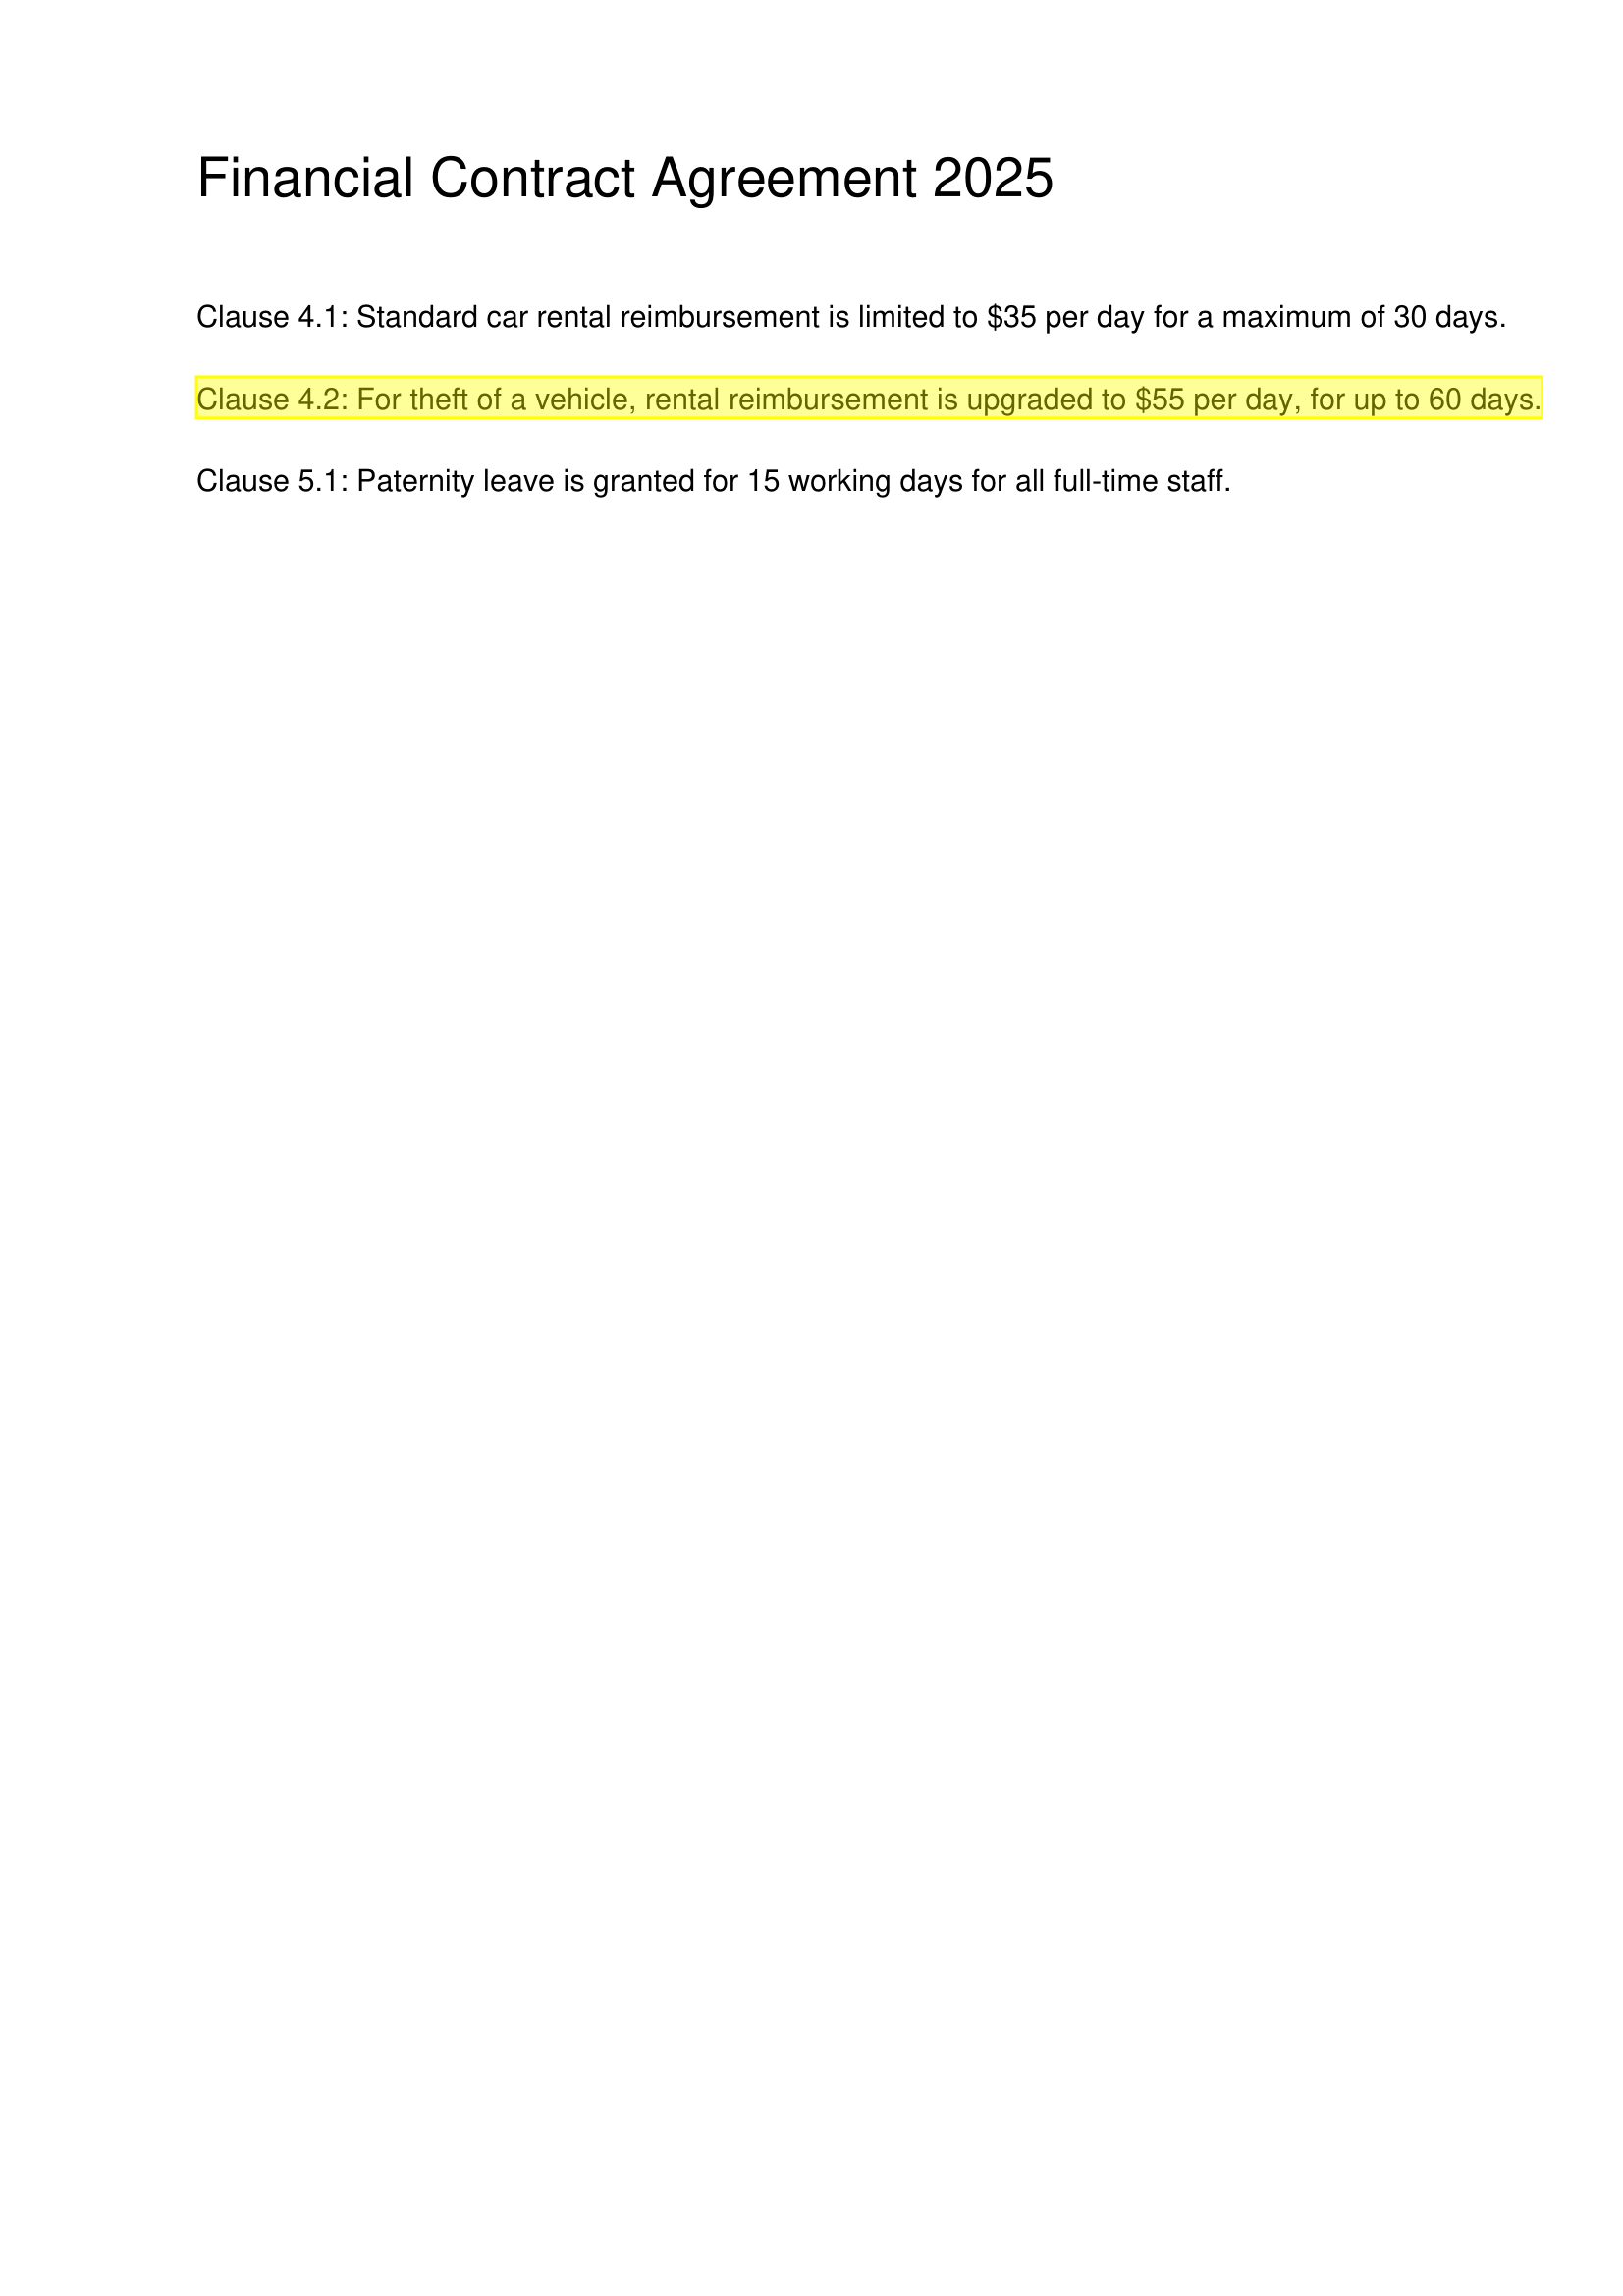 Financial Contract Agreement 2025
Clause 4.1: Standard car rental reimbursement is limited to $35 per day for a maximum of 30 days.
Clause 4.2: For theft of a vehicle, rental reimbursement is upgraded to $55 per day, for up to 60 days.
Clause 5.1: Paternity leave is granted for 15 working days for all full-time staff.